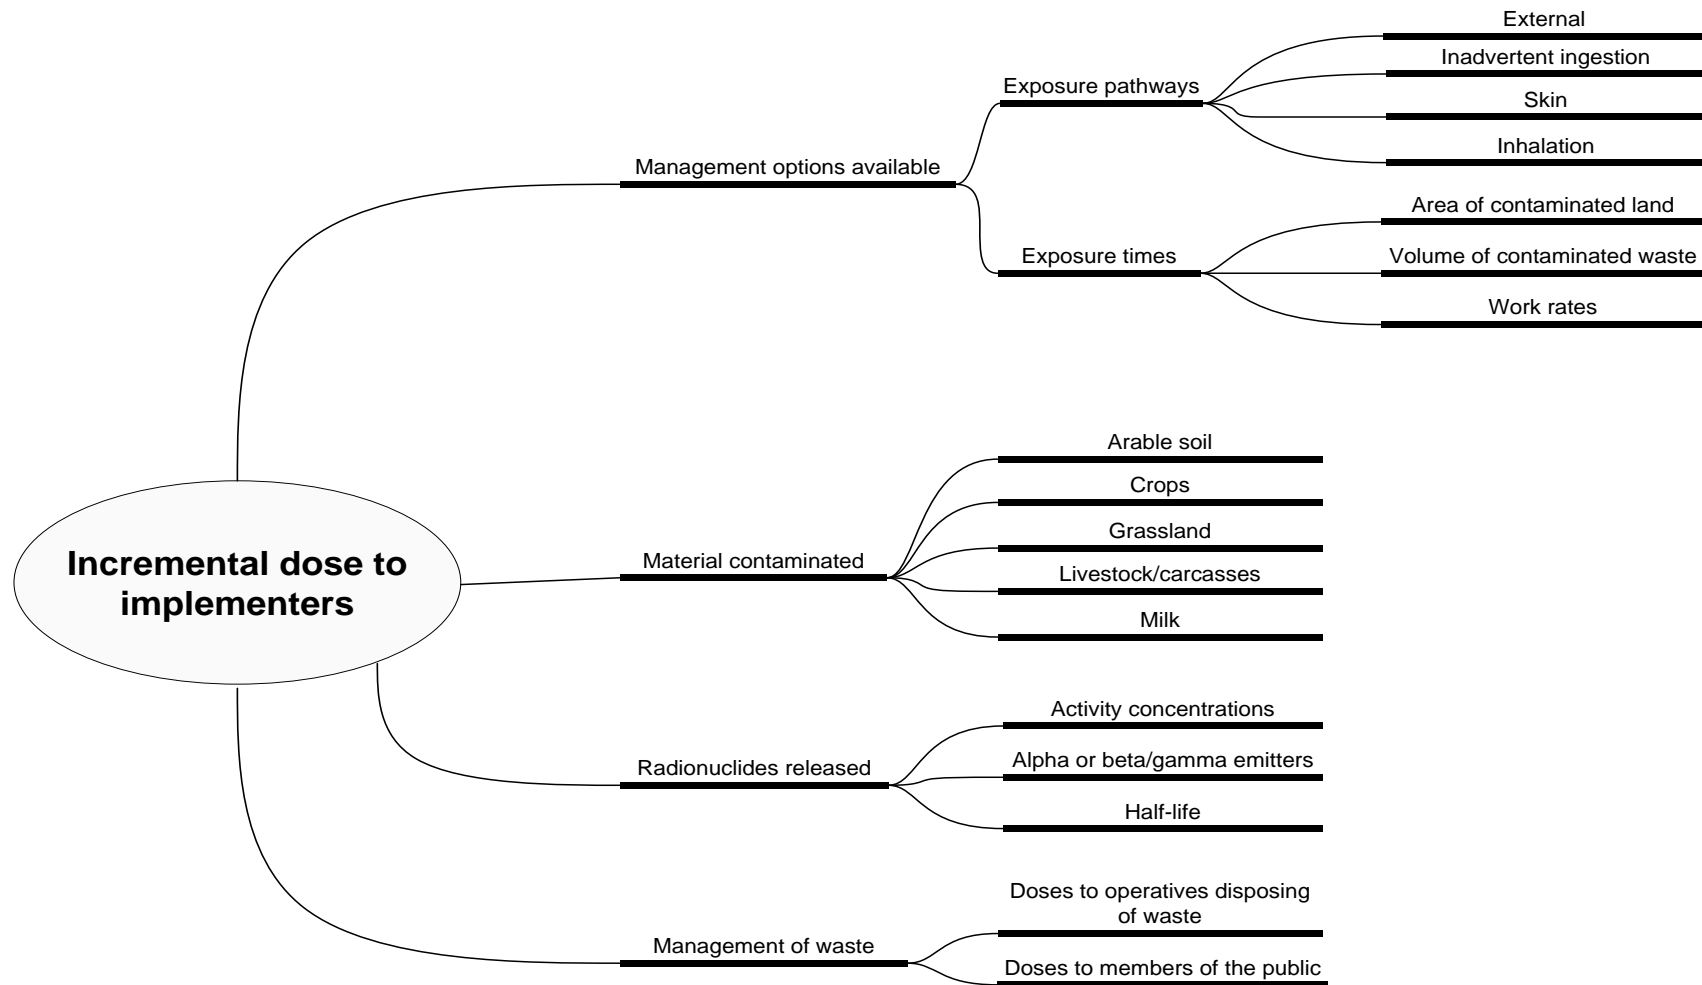 Incremental dose to
implementers
Management options available
Exposure pathways
External
Inadvertent ingestion
Skin
Inhalation
Exposure times
Area of contaminated land
Volume of contaminated waste
Work rates
Material contaminated
Arable soil
Crops
Grassland
Livestock/carcasses
Milk
Radionuclides released
Activity concentrations
Alpha or beta/gamma emitters
Half-life
Management of waste
Doses to operatives disposing
of waste
Doses to members of the public